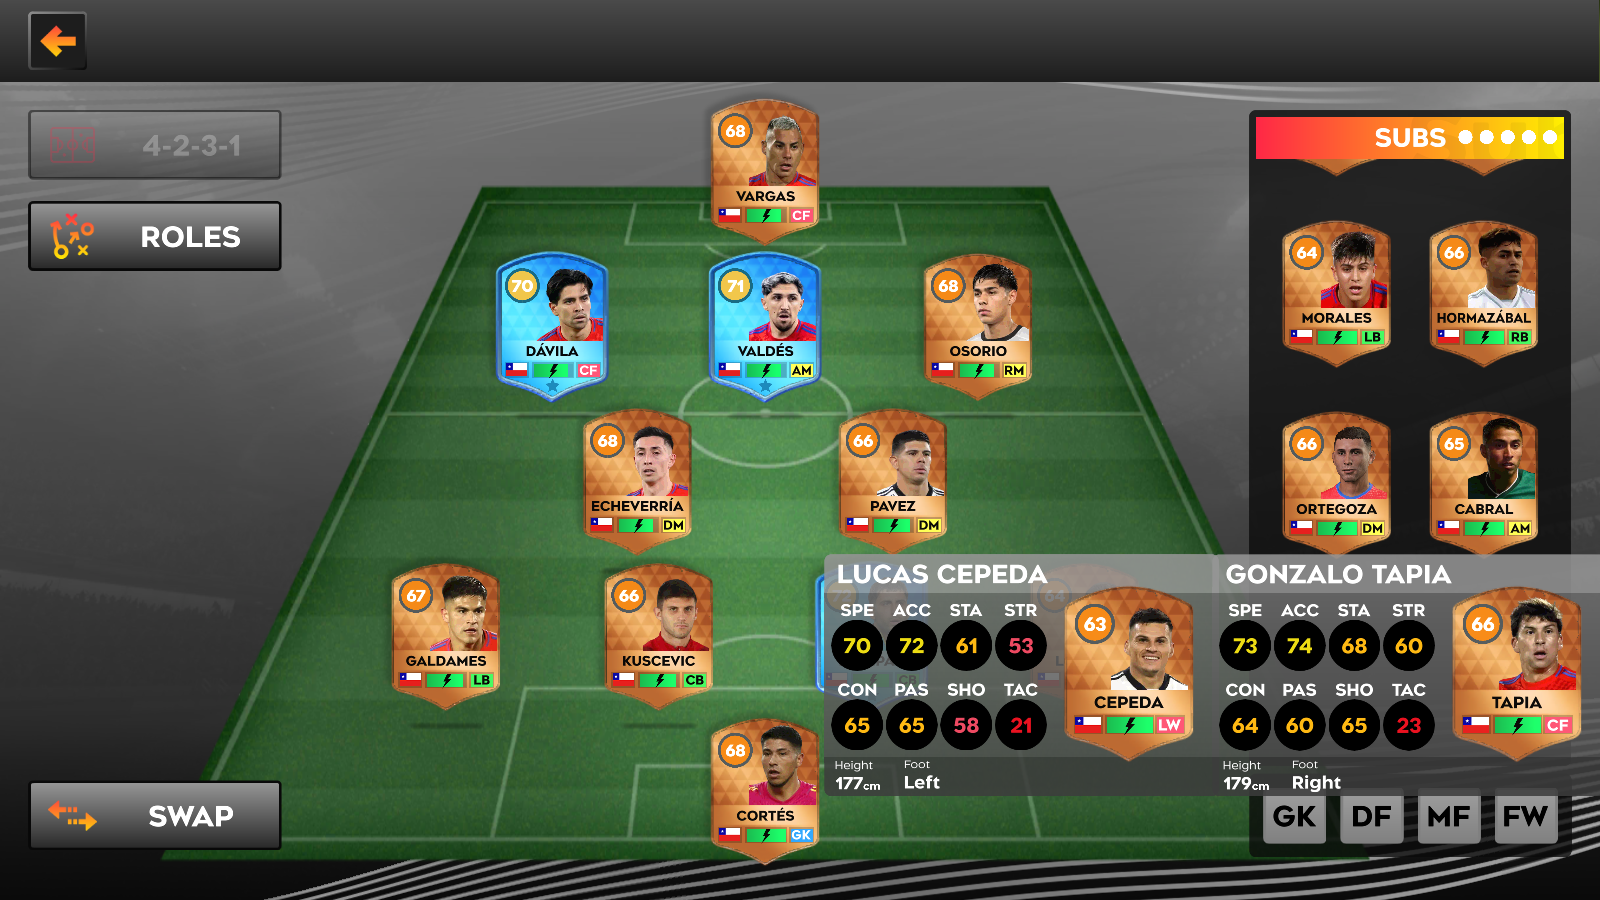 4-2-3-1
ROLES
SWAP
68
VARGAS
CF
70
DÁVILA
CF
71
VALDÉS
AM
68
OSORIO
RM
68
ECHEVERRÍA
DM
66
PAVEZ
DM
67
GALDAMES
LB
66
KUSCEVIC
CB
68
CORTÉS
GK
SUBS
64
MORALES
LB
66
HORMAZÁBAL
RB
66
ORTEGOZA
DM
65
CABRAL
AM
LUCAS CEPEDA
SPE ACC STA STR
70 72 61 53
CON PAS SHO TAC
65 65 58 21
Height Foot
177cm Left
63
CEPEDA
LW
GONZALO TAPIA
SPE ACC STA STR
73 74 68 60
CON PAS SHO TAC
64 60 65 23
Height Foot
179cm Right
66
TAPIA
CF
64
CB
GK DF MF FW